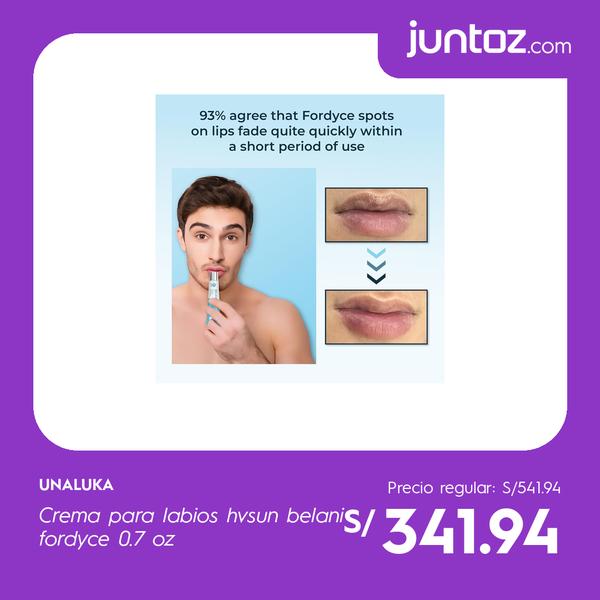 juntoz.com
93% agree that Fordyce spots
on lips fade quite quickly within
a short period of use
UNALUKA
Crema para labios hvsun belani
fordyce 0.7 oz
Precio regular: S/541.94
S/ 341.94